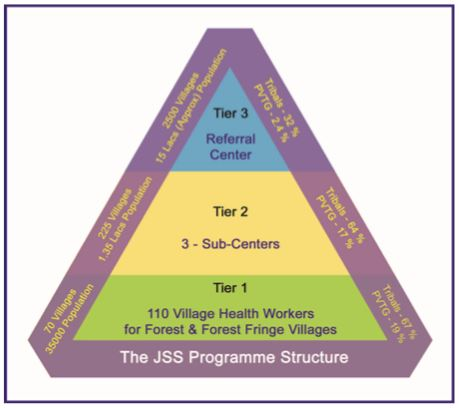 2500 Villages
15 Lacs (Approx) Population
Tier 3
Referral
Center
Tribals - 32 %
PVTG - 2.4 %
225 Villages
1.35 Lacs Population
Tier 2
3 - Sub-Centers
Tribals - 64 %
PVTG - 17 %
70 Villages
35000 Population
Tier 1
110 Village Health Workers
for Forest & Forest Fringe Villages
Tribals - 67 %
PVTG - 19 %
The JSS Programme Structure